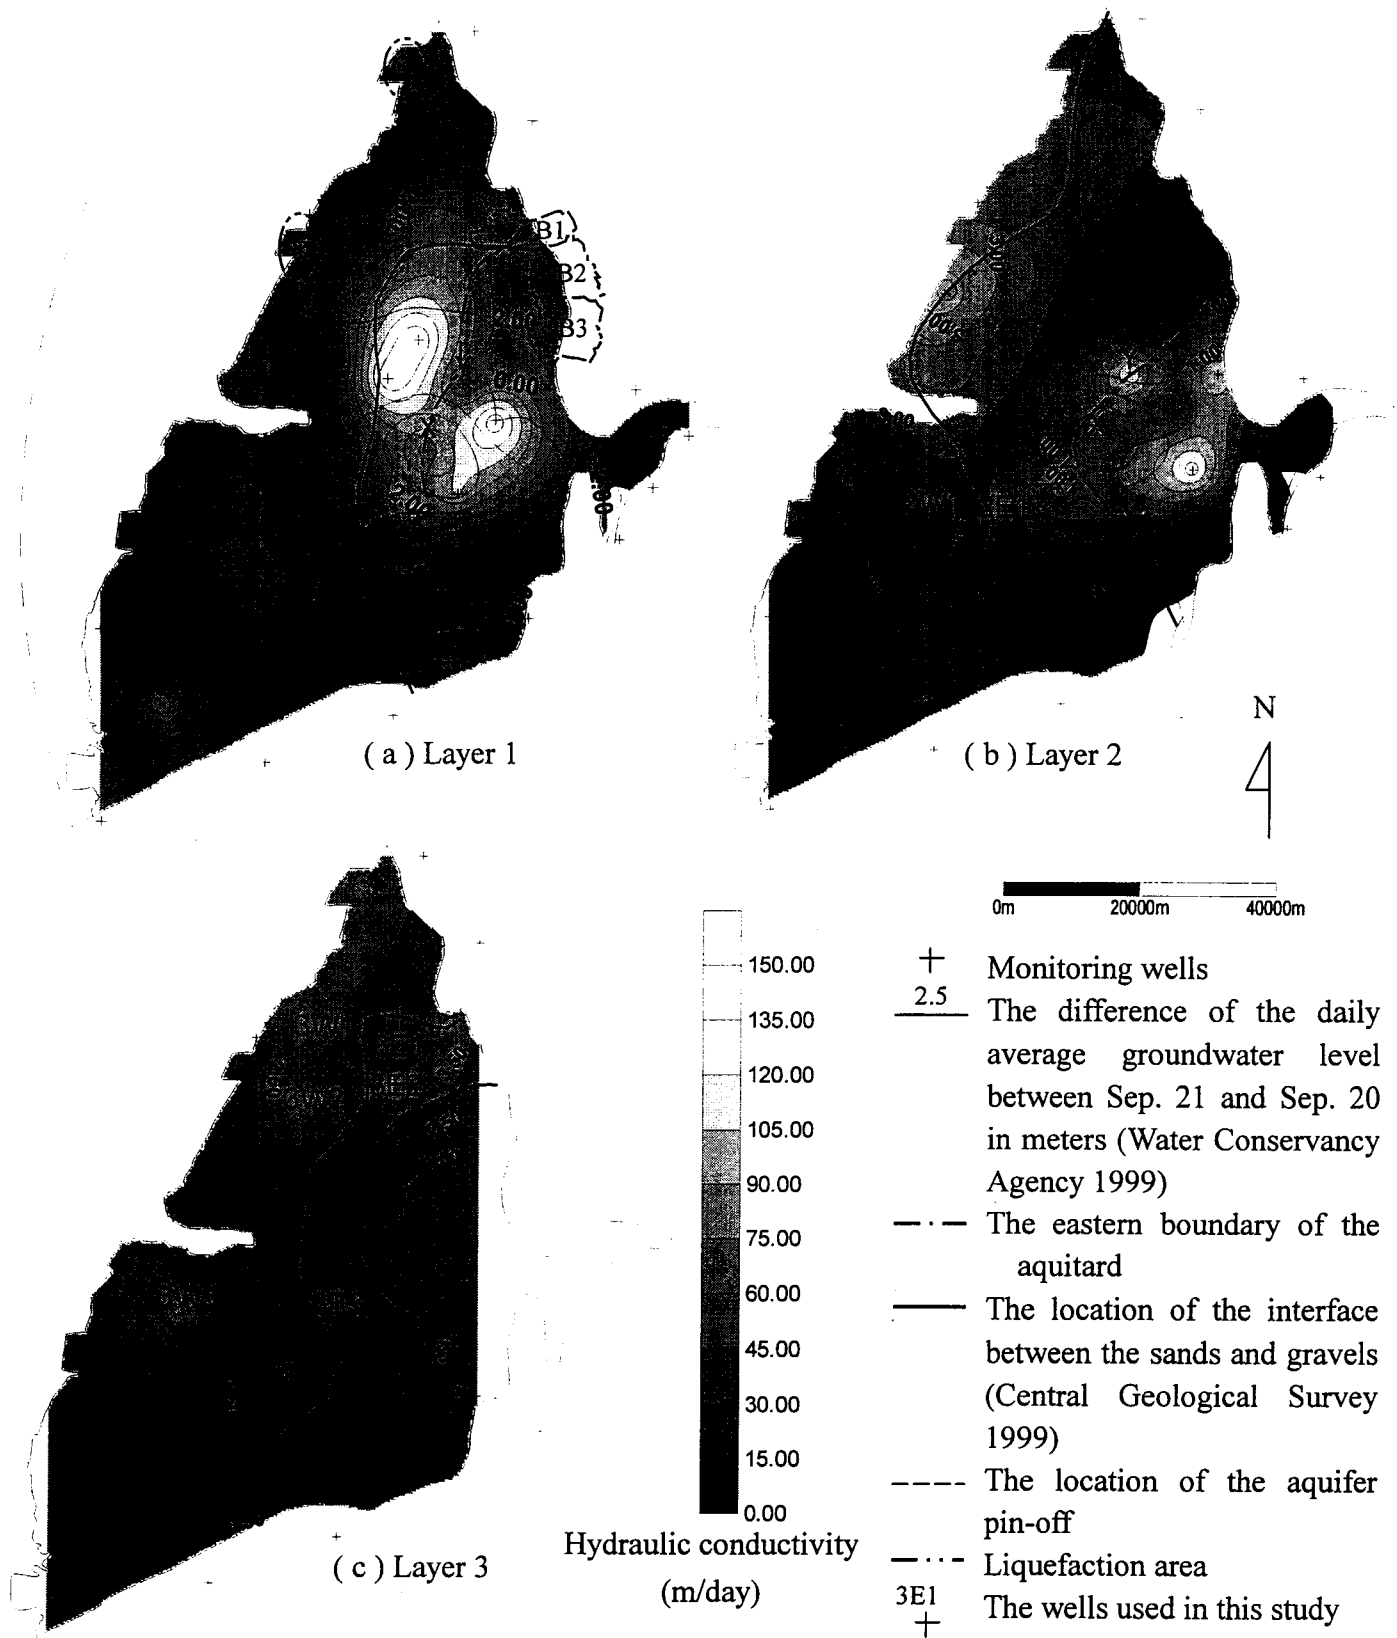 B1
B2
2.00
B3
0.00
( a ) Layer 1
( b ) Layer 2
N
0m 20000m 40000m
150.00
135.00
120.00
105.00
90.00
75.00
60.00
45.00
30.00
15.00
0.00
Hydraulic conductivity
(m/day)
( c ) Layer 3
Monitoring wells
2.5
The difference of the daily
average groundwater level
between Sep. 21 and Sep. 20
in meters (Water Conservancy
Agency 1999)
The eastern boundary of the
aquitard
The location of the interface
between the sands and gravels
(Central Geological Survey
1999)
The location of the aquifer
pin-off
Liquefaction area
3E1
The wells used in this study